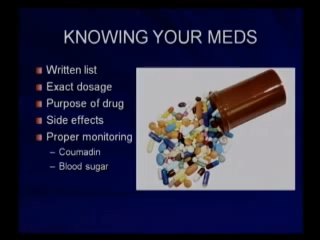 KNOWING YOUR MEDS
Written list
Exact dosage
Purpose of drug
Side effects
Proper monitoring
– Coumadin
– Blood sugar